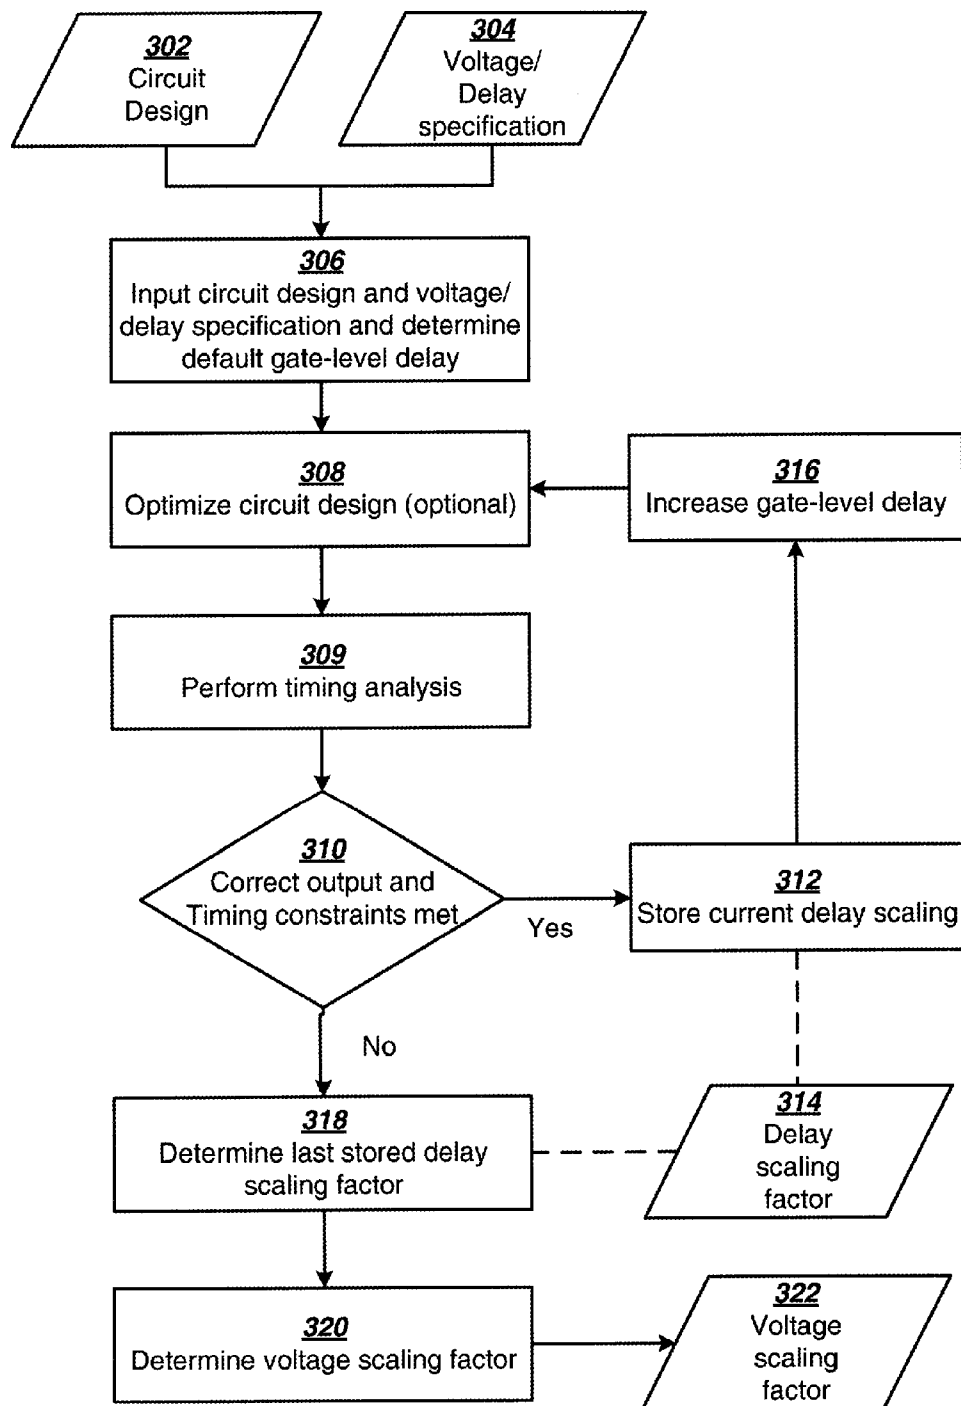 302
Circuit
Design
304
Voltage/
Delay
specification
306
Input circuit design and voltage/
delay specification and determine
default gate-level delay
308
Optimize circuit design (optional)
316
Increase gate-level delay
309
Perform timing analysis
310
Correct output and
Timing constraints met
Yes
312
Store current delay scaling
No
318
Determine last stored delay
scaling factor
314
Delay
scaling
factor
320
Determine voltage scaling factor
322
Voltage
scaling
factor